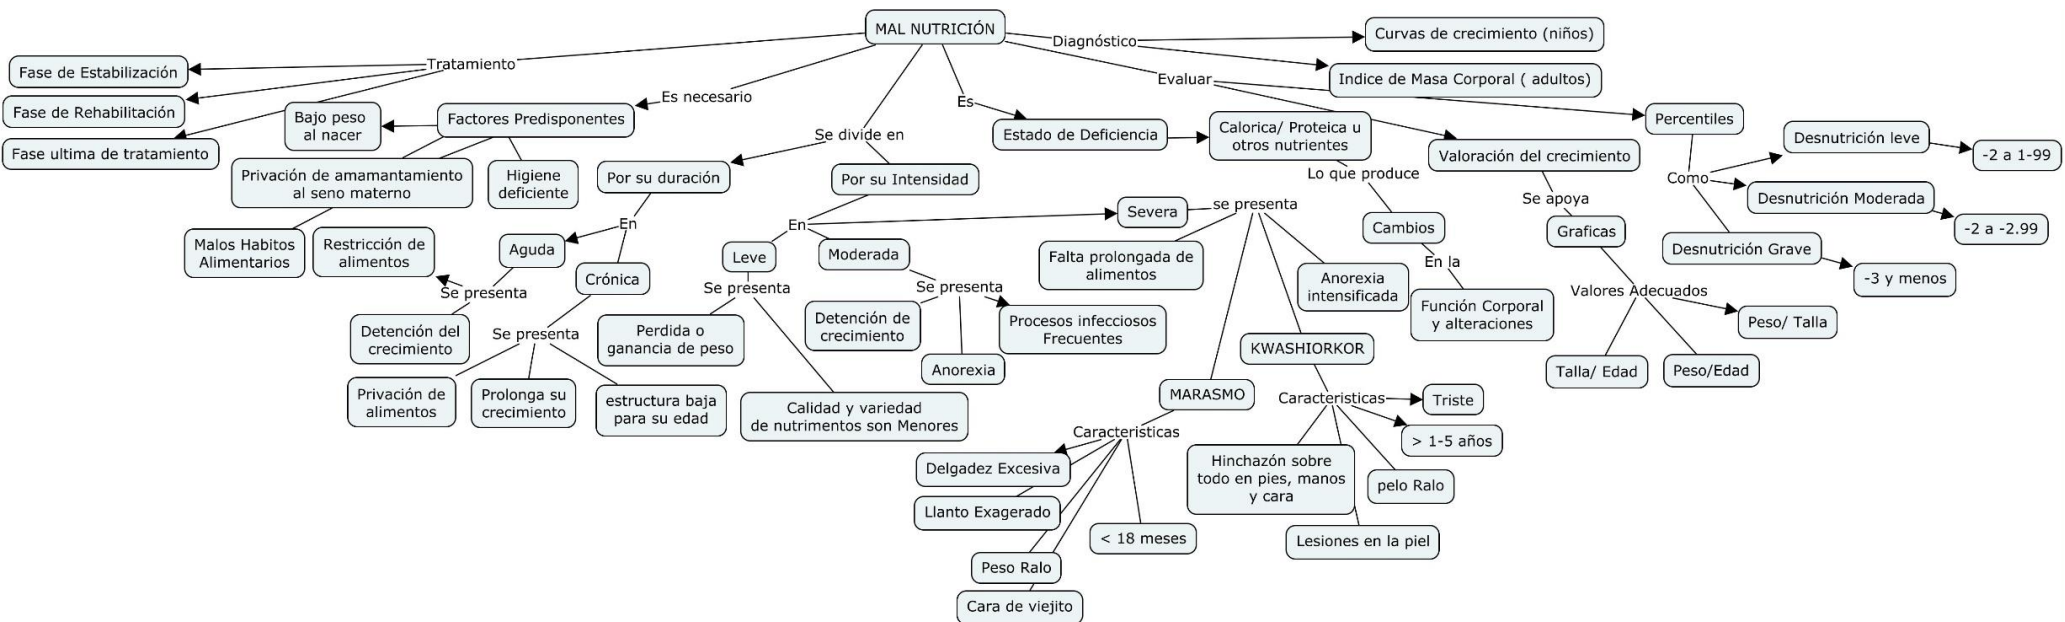 MAL NUTRICIÓN
Diagnóstico
Curvas de crecimiento (niños)
Indice de Masa Corporal ( adultos)
Tratamiento
Fase de Estabilización
Fase de Rehabilitación
Fase ultima de tratamiento
Es necesario
Factores Predisponentes
Bajo peso
al nacer
Privación de amamantamiento
al seno materno
Higiene
deficiente
Malos Habitos
Alimentarios
Se divide en
Por su duración
En
Aguda
Se presenta
Restricción de
alimentos
Detención del
crecimiento
Crónica
Se presenta
Privación de
alimentos
Prolonga su
crecimiento
estructura baja
para su edad
Por su Intensidad
En
Leve
Se presenta
Perdida o
ganancia de peso
Calidad y variedad
de nutrimentos son Menores
Moderada
Se presenta
Detención de
crecimiento
Anorexia
Procesos infecciosos
Frecuentes
Severa
se presenta
Falta prolongada de
alimentos
Anorexia
intensificada
MARASMO
Caracteristicas
Delgadez Excesiva
Llanto Exagerado
Peso Ralo
Cara de viejito
< 18 meses
KWASHIORKOR
Caracteristicas
Triste
> 1-5 años
pelo Ralo
Hinchazón sobre
todo en pies, manos
y cara
Lesiones en la piel
Es
Estado de Deficiencia
Calorica/ Proteica u
otros nutrientes
Lo que produce
Cambios
En la
Función Corporal
y alteraciones
Evaluar
Valoración del crecimiento
Se apoya
Graficas
Valores Adecuados
Talla/ Edad
Peso/Edad
Peso/ Talla
Percentiles
Como
Desnutrición leve
-2 a 1-99
Desnutrición Moderada
-2 a -2.99
Desnutrición Grave
-3 y menos